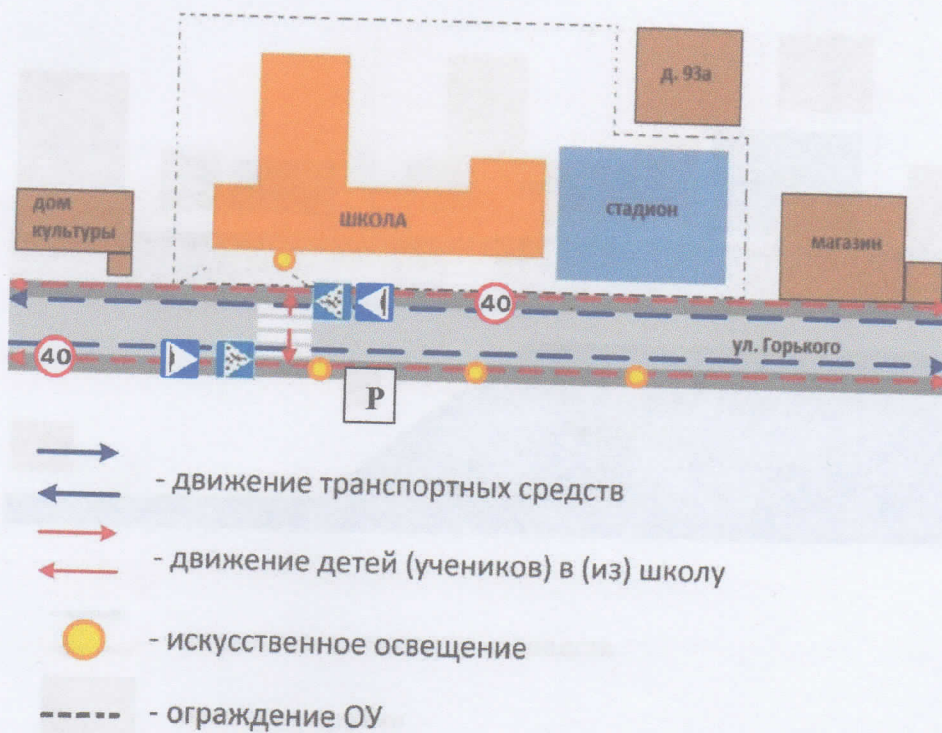 д. 93а
дом
культуры
ШКОЛА
стадион
магазин
40
40
ул. Горького
P
- движение транспортных средств
- движение детей (учеников) в (из) школу
- искусственное освещение
- ограждение ОУ